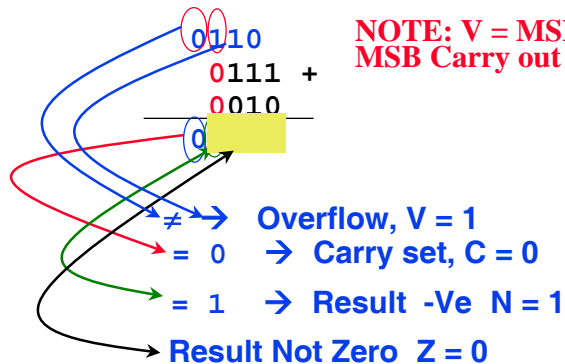 0110
NOTE: V = MS
MSB Carry out
0111 +
0010
0
≠ → Overflow, V = 1
= 0 → Carry set, C = 0
= 1 → Result -Ve N = 1
Result Not Zero Z = 0